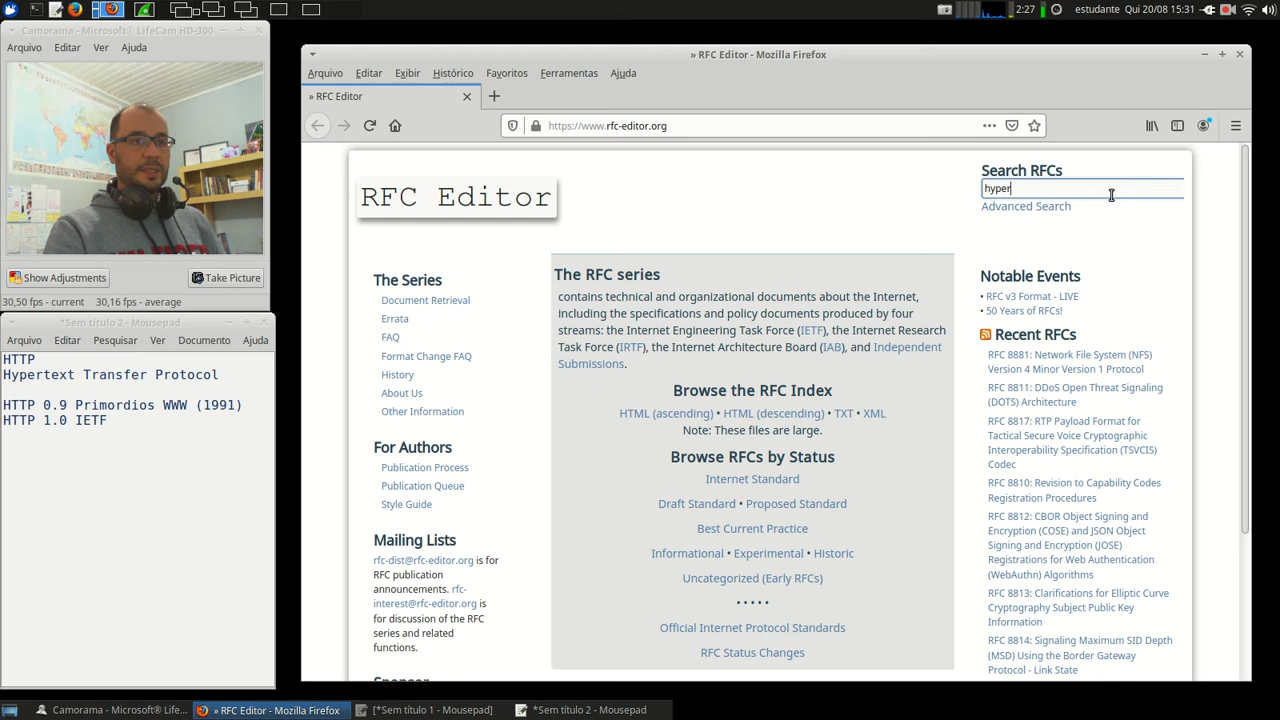 2:27 estudante Qui 20/08 15:31
Camorama - Microsoft® LifeCam HD-300
Arquivo Editar Ver Ajuda
Show Adjustments Take Picture
30,50 fps - current 30,16 fps - average
*Sem título 2 - Mousepad
Arquivo Editar Pesquisar Ver Documento Ajuda
HTTP
Hypertext Transfer Protocol
HTTP 0.9 Primordios WWW (1991)
HTTP 1.0 IETF
» RFC Editor - Mozilla Firefox
Arquivo Editar Exibir Histórico Favoritos Ferramentas Ajuda
» RFC Editor
https://www.rfc-editor.org
RFC Editor
Search RFCs
hyper
Advanced Search
The Series
Document Retrieval
Errata
FAQ
Format Change FAQ
History
About Us
Other Information
For Authors
Publication Process
Publication Queue
Style Guide
Mailing Lists
rfc-dist@rfc-editor.org is for
RFC publication
announcements. rfc-
interest@rfc-editor.org is
for discussion of the RFC
series and related
functions.
Sponsor
The RFC series
contains technical and organizational documents about the Internet,
including the specifications and policy documents produced by four
streams: the Internet Engineering Task Force (IETF), the Internet Research
Task Force (IRTF), the Internet Architecture Board (IAB), and Independent
Submissions.
Browse the RFC Index
HTML (ascending) • HTML (descending) • TXT • XML
Note: These files are large.
Browse RFCs by Status
Internet Standard
Draft Standard • Proposed Standard
Best Current Practice
Informational • Experimental • Historic
Uncategorized (Early RFCs)
• • • • •
Official Internet Protocol Standards
RFC Status Changes
Notable Events
• RFC v3 Format - LIVE
• 50 Years of RFCs!
Recent RFCs
RFC 8881: Network File System (NFS)
Version 4 Minor Version 1 Protocol
RFC 8811: DDoS Open Threat Signaling
(DOTS) Architecture
RFC 8817: RTP Payload Format for
Tactical Secure Voice Cryptographic
Interoperability Specification (TSVCIS)
Codec
RFC 8810: Revision to Capability Codes
Registration Procedures
RFC 8812: CBOR Object Signing and
Encryption (COSE) and JSON Object
Signing and Encryption (JOSE)
Registrations for Web Authentication
(WebAuthn) Algorithms
RFC 8813: Clarifications for Elliptic Curve
Cryptography Subject Public Key
Information
RFC 8814: Signaling Maximum SID Depth
(MSD) Using the Border Gateway
Protocol - Link State
Camorama - Microsoft® Life...
» RFC Editor - Mozilla Firefox
[*Sem título 1 - Mousepad]
*Sem título 2 - Mousepad